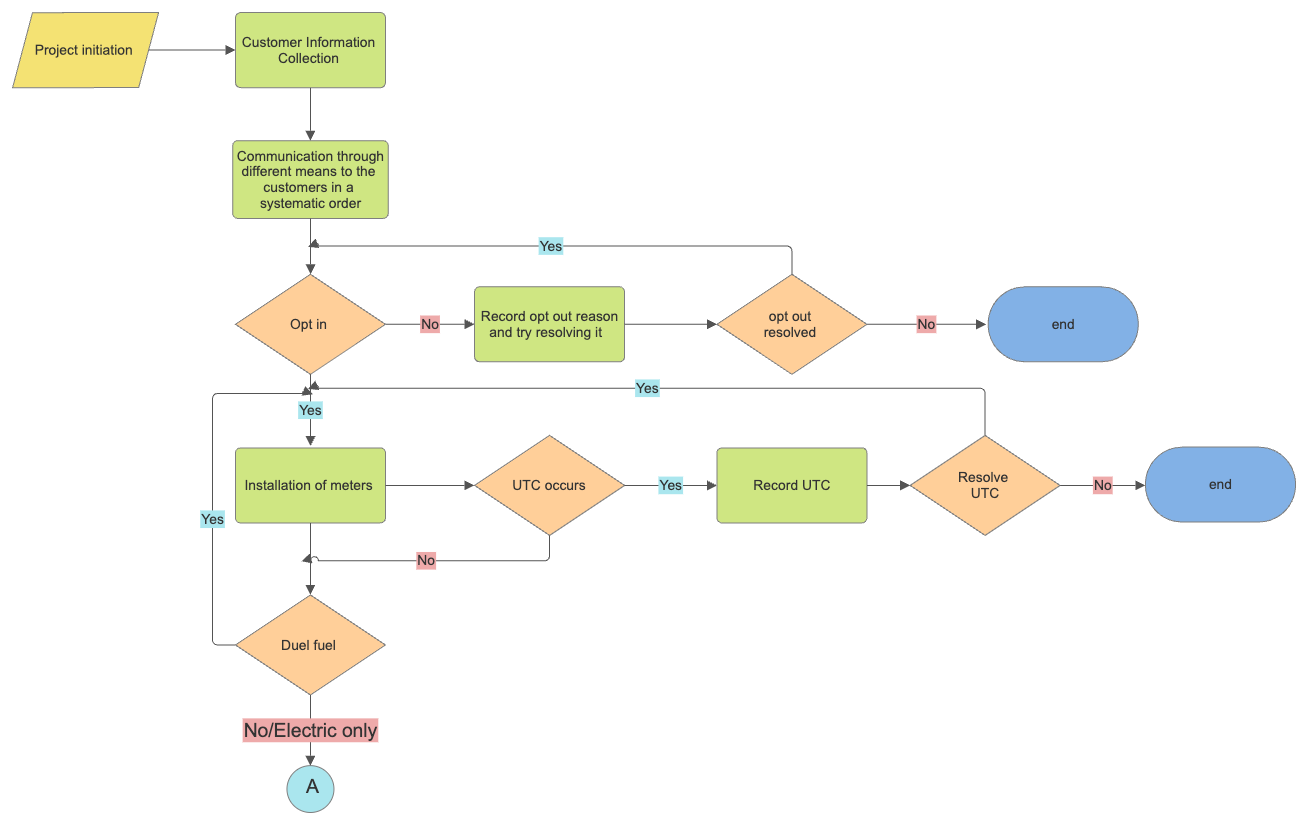 Project initiation
Customer Information
Collection
Communication through
different means to the
customers in a
systematic order
Yes
Opt in
No
Record opt out reason
and try resolving it
opt out
resolved
No
end
Yes
Yes
Installation of meters
UTC occurs
Yes
Record UTC
Resolve
UTC
No
end
Yes
No
Duel fuel
No/Electric only
A